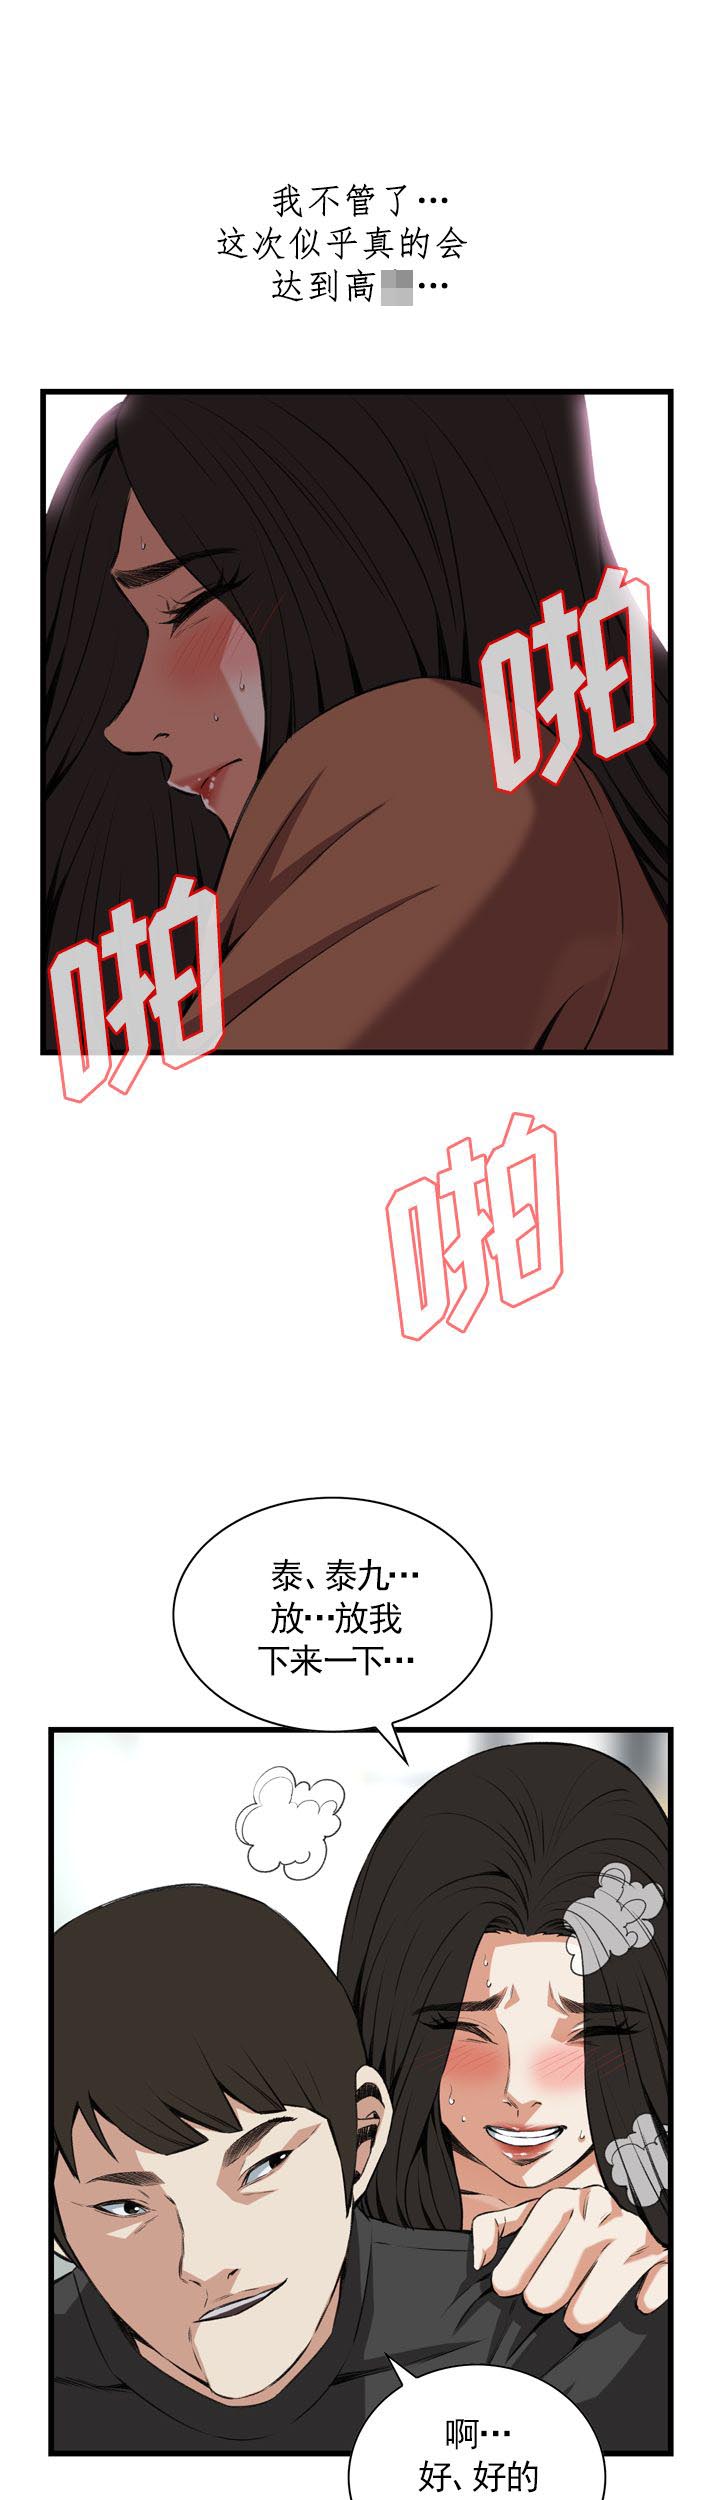 我不管了…
这次似乎真的会
达到高…
啪
啪
啪
泰、泰九…
放…放我
下来一下…
啊…
好、好的